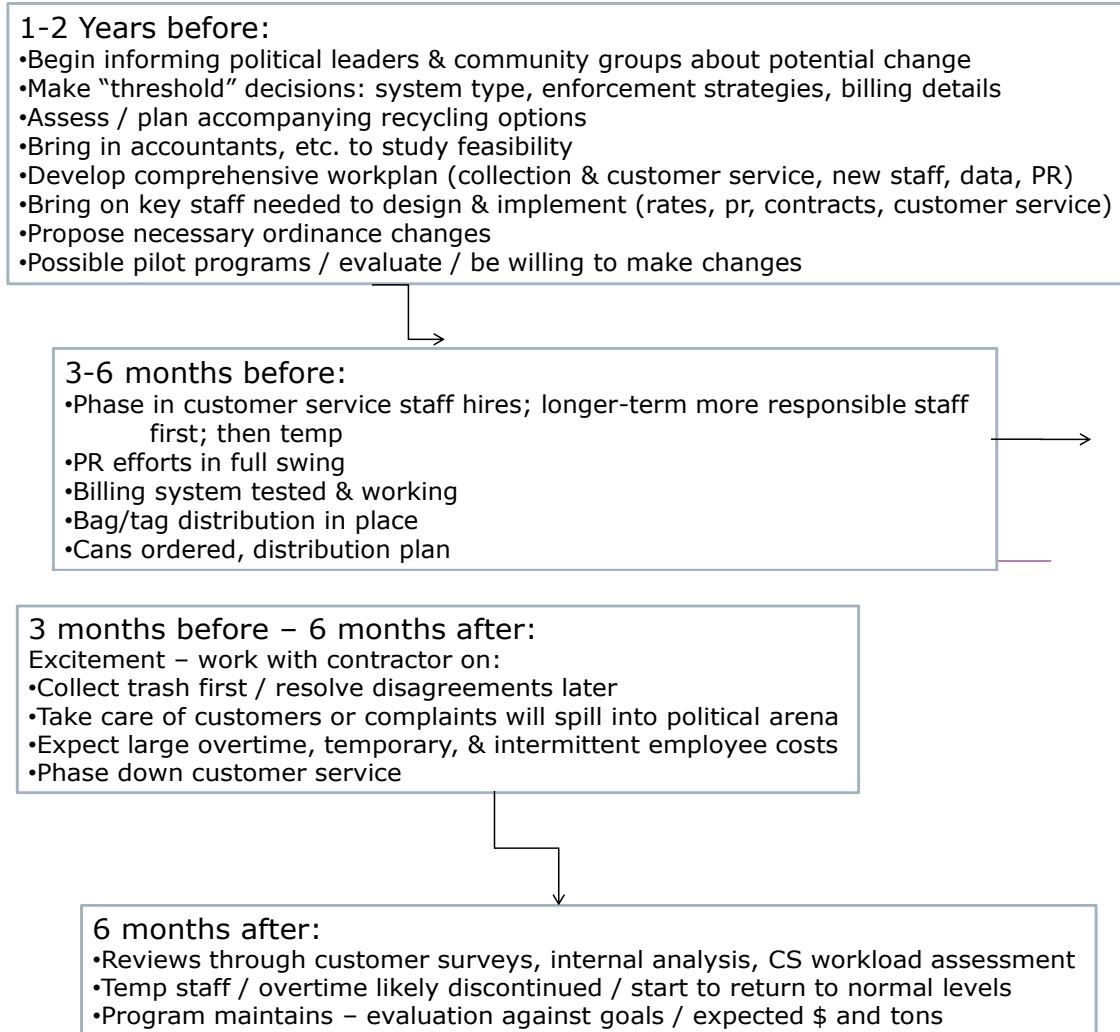 1-2 Years before:
•Begin informing political leaders & community groups about potential change
•Make “threshold” decisions: system type, enforcement strategies, billing details
•Assess / plan accompanying recycling options
•Bring in accountants, etc. to study feasibility
•Develop comprehensive workplan (collection & customer service, new staff, data, PR)
•Bring on key staff needed to design & implement (rates, pr, contracts, customer service)
•Propose necessary ordinance changes
•Possible pilot programs / evaluate / be willing to make changes
3-6 months before:
•Phase in customer service staff hires; longer-term more responsible staff
first; then temp
•PR efforts in full swing
•Billing system tested & working
•Bag/tag distribution in place
•Cans ordered, distribution plan
3 months before – 6 months after:
Excitement – work with contractor on:
•Collect trash first / resolve disagreements later
•Take care of customers or complaints will spill into political arena
•Expect large overtime, temporary, & intermittent employee costs
•Phase down customer service
6 months after:
•Reviews through customer surveys, internal analysis, CS workload assessment
•Temp staff / overtime likely discontinued / start to return to normal levels
•Program maintains – evaluation against goals / expected $ and tons